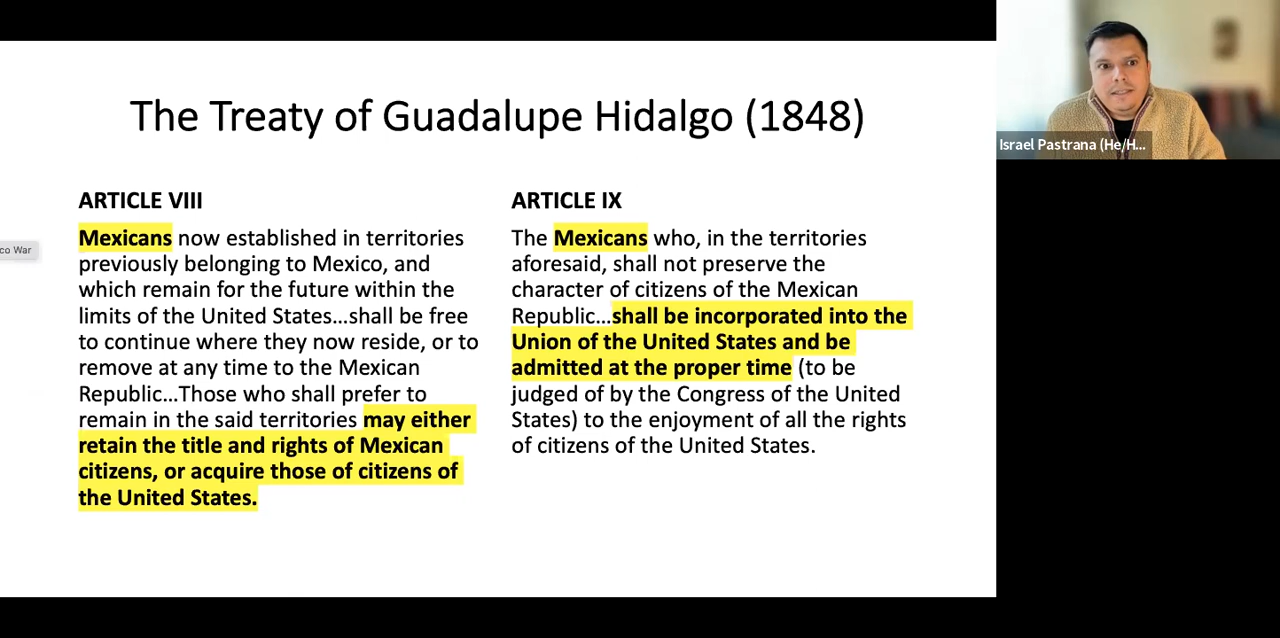 The Treaty of Guadalupe Hidalgo (1848)
ARTICLE VIII
Mexicans now established in territories
previously belonging to Mexico, and
which remain for the future within the
limits of the United States...shall be free
to continue where they now reside, or to
remove at any time to the Mexican
Republic...Those who shall prefer to
remain in the said territories may either
retain the title and rights of Mexican
citizens, or acquire those of citizens of
the United States.
ARTICLE IX
The Mexicans who, in the territories
aforesaid, shall not preserve the
character of citizens of the Mexican
Republic...shall be incorporated into the
Union of the United States and be
admitted at the proper time (to be
judged of by the Congress of the United
States) to the enjoyment of all the rights
of citizens of the United States.
co War
Israel Pastrana (He/H...